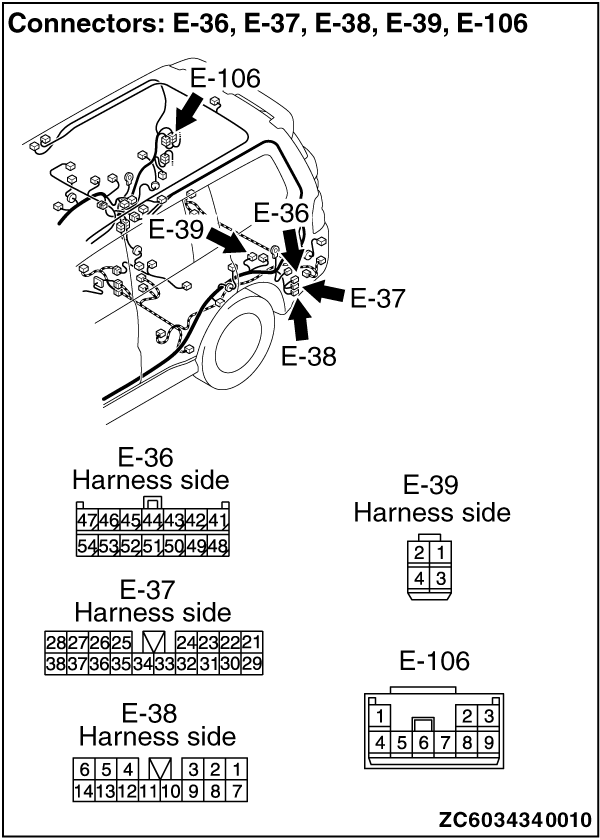 Connectors: E-36, E-37, E-38, E-39, E-106
E-106
E-36
E-39
E-37
E-38
E-36
Harness side
47 46 45 44 43 42 41
54 53 52 51 50 49 48
E-37
Harness side
28 27 26 25 24 23 22 21
38 37 36 35 34 33 32 31 30 29
E-38
Harness side
6 5 4 3 2 1
14 13 12 11 10 9 8 7
E-39
Harness side
2 1
4 3
E-106
1 2 3
4 5 6 7 8 9
ZC6034340010